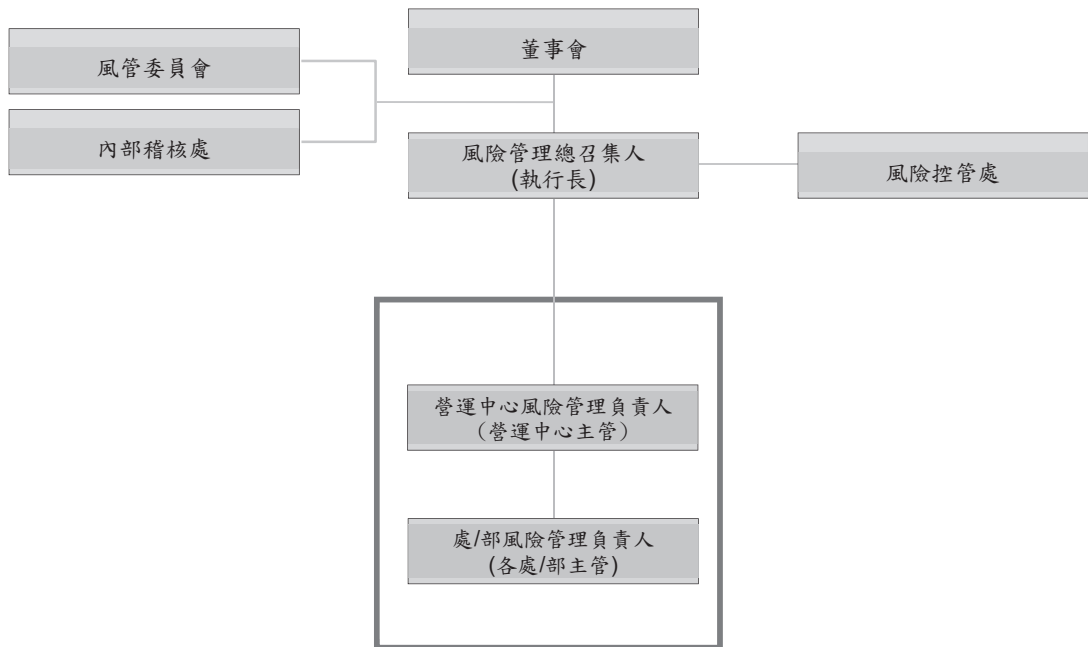 董事會
風管委員會
內部稽核處
風險管理總召集人
(執行長)
風險控管處
營運中心風險管理負責人
（營運中心主管）
處/部風險管理負責人
(各處/部主管)